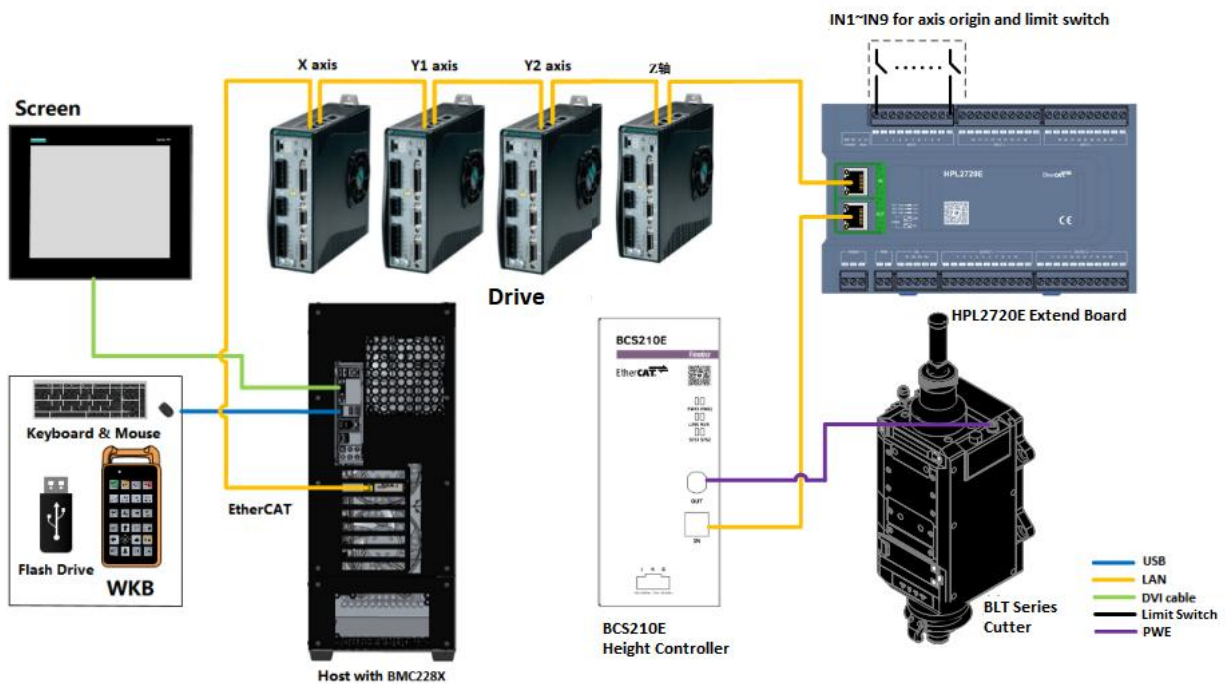 IN1~IN9 for axis origin and limit switch
X axis
Y1 axis
Y2 axis
Z轴
Screen
HPL2720E
EtherCAT
IN
OUT
CE
Drive
HPL2720E Extend Board
BCS210E
EtherCAT
Keyboard & Mouse
EtherCAT
OUT
IN
Flash Drive
WKB
BCS210E
Height Controller
BLT Series
Cutter
USB
LAN
DVI cable
Limit Switch
PWE
Host with BMC228X